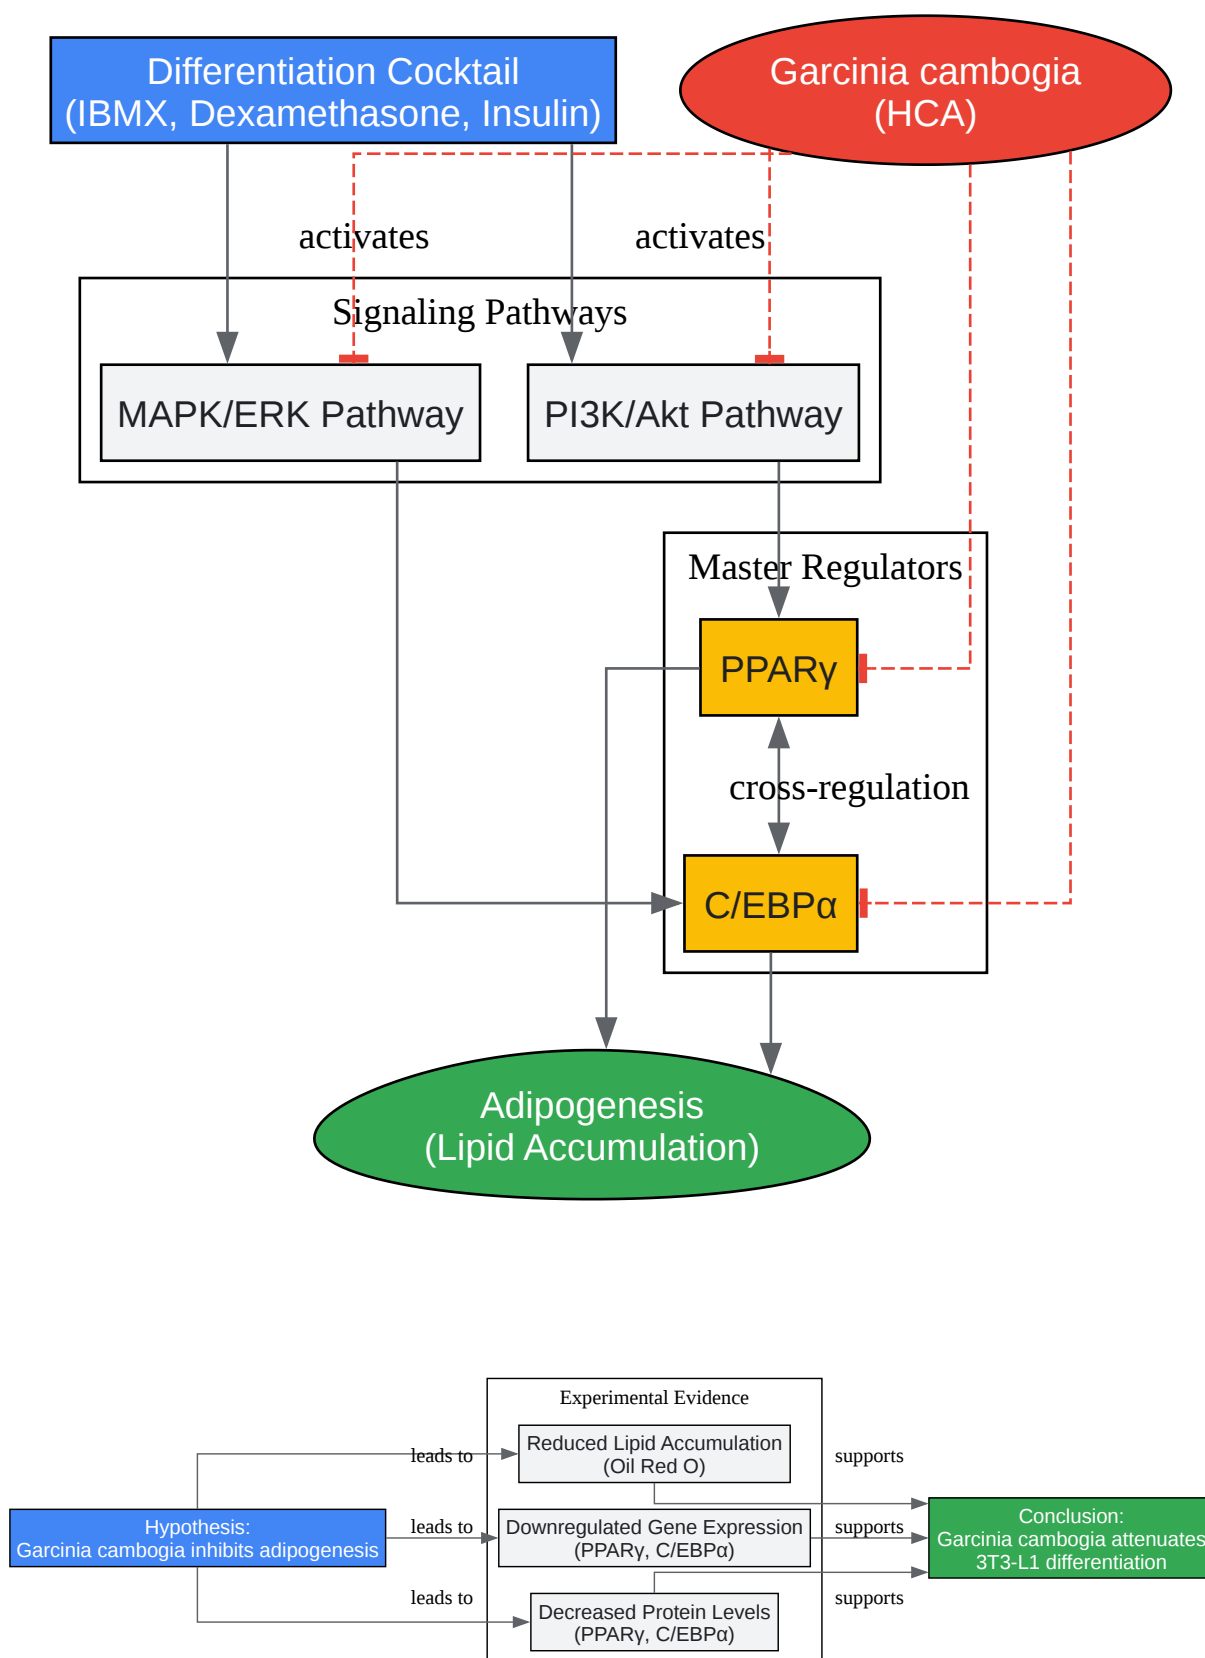 Differentiation Cocktail
(IBMX, Dexamethasone, Insulin)
Garcinia cambogia
(HCA)
activates
activates
Signaling Pathways
MAPK/ERK Pathway
PI3K/Akt Pathway
Master Regulators
PPARγ
cross-regulation
C/EBPα
Adipogenesis
(Lipid Accumulation)
Experimental Evidence
leads to
Reduced Lipid Accumulation
(Oil Red O)
supports
Hypothesis:
Garcinia cambogia inhibits adipogenesis
leads to
Downregulated Gene Expression
(PPARγ, C/EBPα)
supports
Conclusion:
Garcinia cambogia attenuates
3T3-L1 differentiation
leads to
Decreased Protein Levels
(PPARγ, C/EBPα)
supports